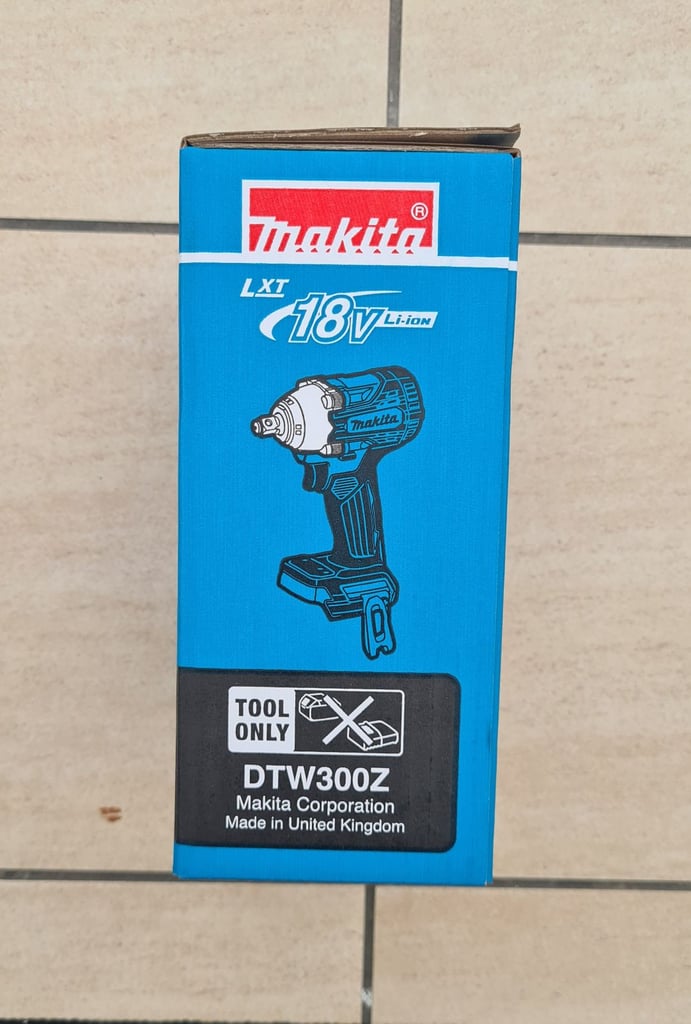 makita®
LXT
18V Li-ion
makita
TOOL
ONLY
DTW300Z
Makita Corporation
Made in United Kingdom